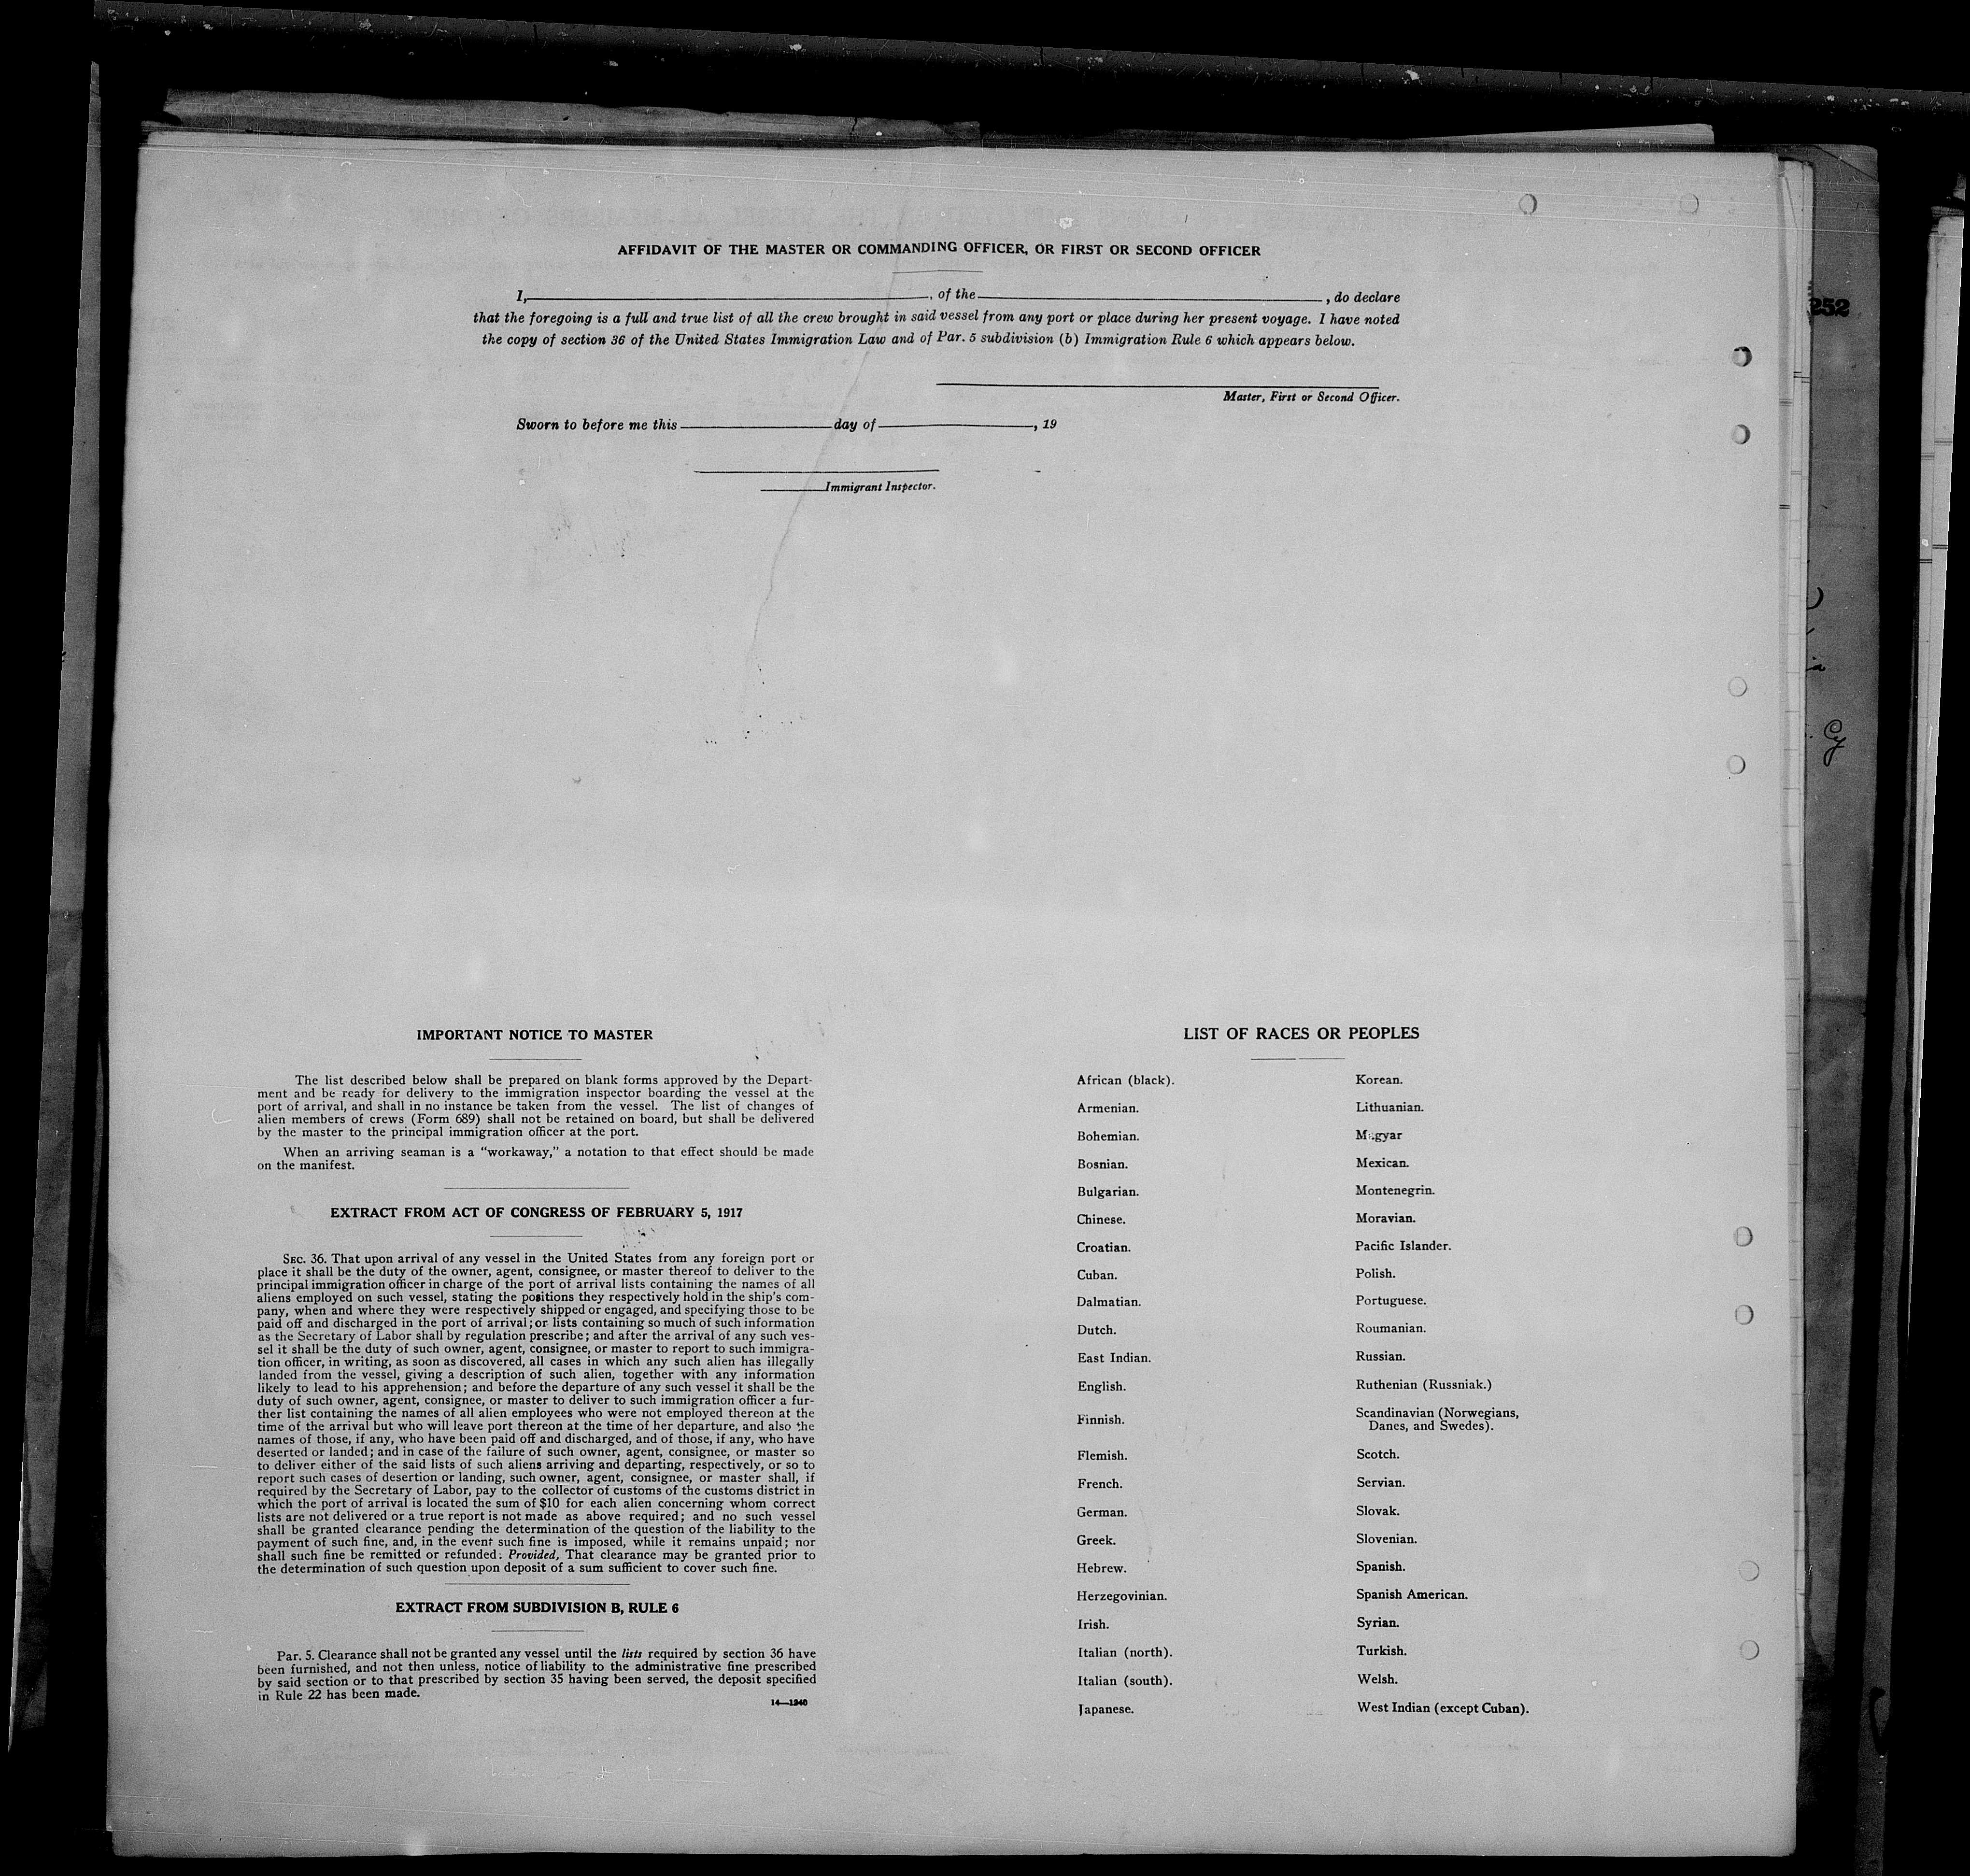 AFFIDAVIT OF THE MASTER OR COMMANDING OFFICER, OR FIRST OR SECOND OFFICER
I, , of the , do declare
that the foregoing is a full and true list of all the crew brought in said vessel from any port or place during her present voyage. I have noted
the copy of section 36 of the United States Immigration Law and of Par. 5 subdivision (b) Immigration Rule 6 which appears below.
Master, First or Second Officer.
Sworn to before me this day of , 19
Immigrant Inspector.
252
Cy
IMPORTANT NOTICE TO MASTER
The list described below shall be prepared on blank forms approved by the Depart-
ment and be ready for delivery to the immigration inspector boarding the vessel at the
port of arrival, and shall in no instance be taken from the vessel. The list of changes of
alien members of crews (Form 689) shall not be retained on board, but shall be delivered
by the master to the principal immigration officer at the port.
When an arriving seaman is a "workaway," a notation to that effect should be made
on the manifest.
EXTRACT FROM ACT OF CONGRESS OF FEBRUARY 5, 1917
SEC. 36. That upon arrival of any vessel in the United States from any foreign port or
place it shall be the duty of the owner, agent, consignee, or master thereof to deliver to the
principal immigration officer in charge of the port of arrival lists containing the names of all
aliens employed on such vessel, stating the positions they respectively hold in the ship's com-
pany, when and where they were respectively shipped or engaged, and specifying those to be
paid off and discharged in the port of arrival; or lists containing so much of such information
as the Secretary of Labor shall by regulation prescribe; and after the arrival of any such ves-
sel it shall be the duty of such owner, agent, consignee, or master to report to such immigra-
tion officer, in writing, as soon as discovered, all cases in which any such alien has illegally
landed from the vessel, giving a description of such alien, together with any information
likely to lead to his apprehension; and before the departure of any such vessel it shall be the
duty of such owner, agent, consignee, or master to deliver to such immigration officer a fur-
ther list containing the names of all alien employees who were not employed thereon at the
time of the arrival but who will leave port thereon at the time of her departure, and also the
names of those, if any, who have been paid off and discharged, and of those, if any, who have
deserted or landed; and in case of the failure of such owner, agent, consignee, or master so
to deliver either of the said lists of such aliens arriving and departing, respectively, or so to
report such cases of desertion or landing, such owner, agent, consignee, or master shall, if
required by the Secretary of Labor, pay to the collector of customs of the customs district in
which the port of arrival is located the sum of $10 for each alien concerning whom correct
lists are not delivered or a true report is not made as above required; and no such vessel
shall be granted clearance pending the determination of the question of the liability to the
payment of such fine, and, in the event such fine is imposed, while it remains unpaid; nor
shall such fine be remitted or refunded: Provided, That clearance may be granted prior to
the determination of such question upon deposit of a sum sufficient to cover such fine.
EXTRACT FROM SUBDIVISION B, RULE 6
Par. 5. Clearance shall not be granted any vessel until the lists required by section 36 have
been furnished, and not then unless, notice of liability to the administrative fine prescribed
by said section or to that prescribed by section 35 having been served, the deposit specified
in Rule 22 has been made.
14—1240
LIST OF RACES OR PEOPLES
African (black).
Armenian.
Bohemian.
Bosnian.
Bulgarian.
Chinese.
Croatian.
Cuban.
Dalmatian.
Dutch.
East Indian.
English.
Finnish.
Flemish.
French.
German.
Greek.
Hebrew.
Herzegovinian.
Irish.
Italian (north).
Italian (south).
Japanese.
Korean.
Lithuanian.
Magyar
Mexican.
Montenegrin.
Moravian.
Pacific Islander.
Polish.
Portuguese.
Roumanian.
Russian.
Ruthenian (Russniak.)
Scandinavian (Norwegians,
Danes, and Swedes).
Scotch.
Servian.
Slovak.
Slovenian.
Spanish.
Spanish American.
Syrian.
Turkish.
Welsh.
West Indian (except Cuban).